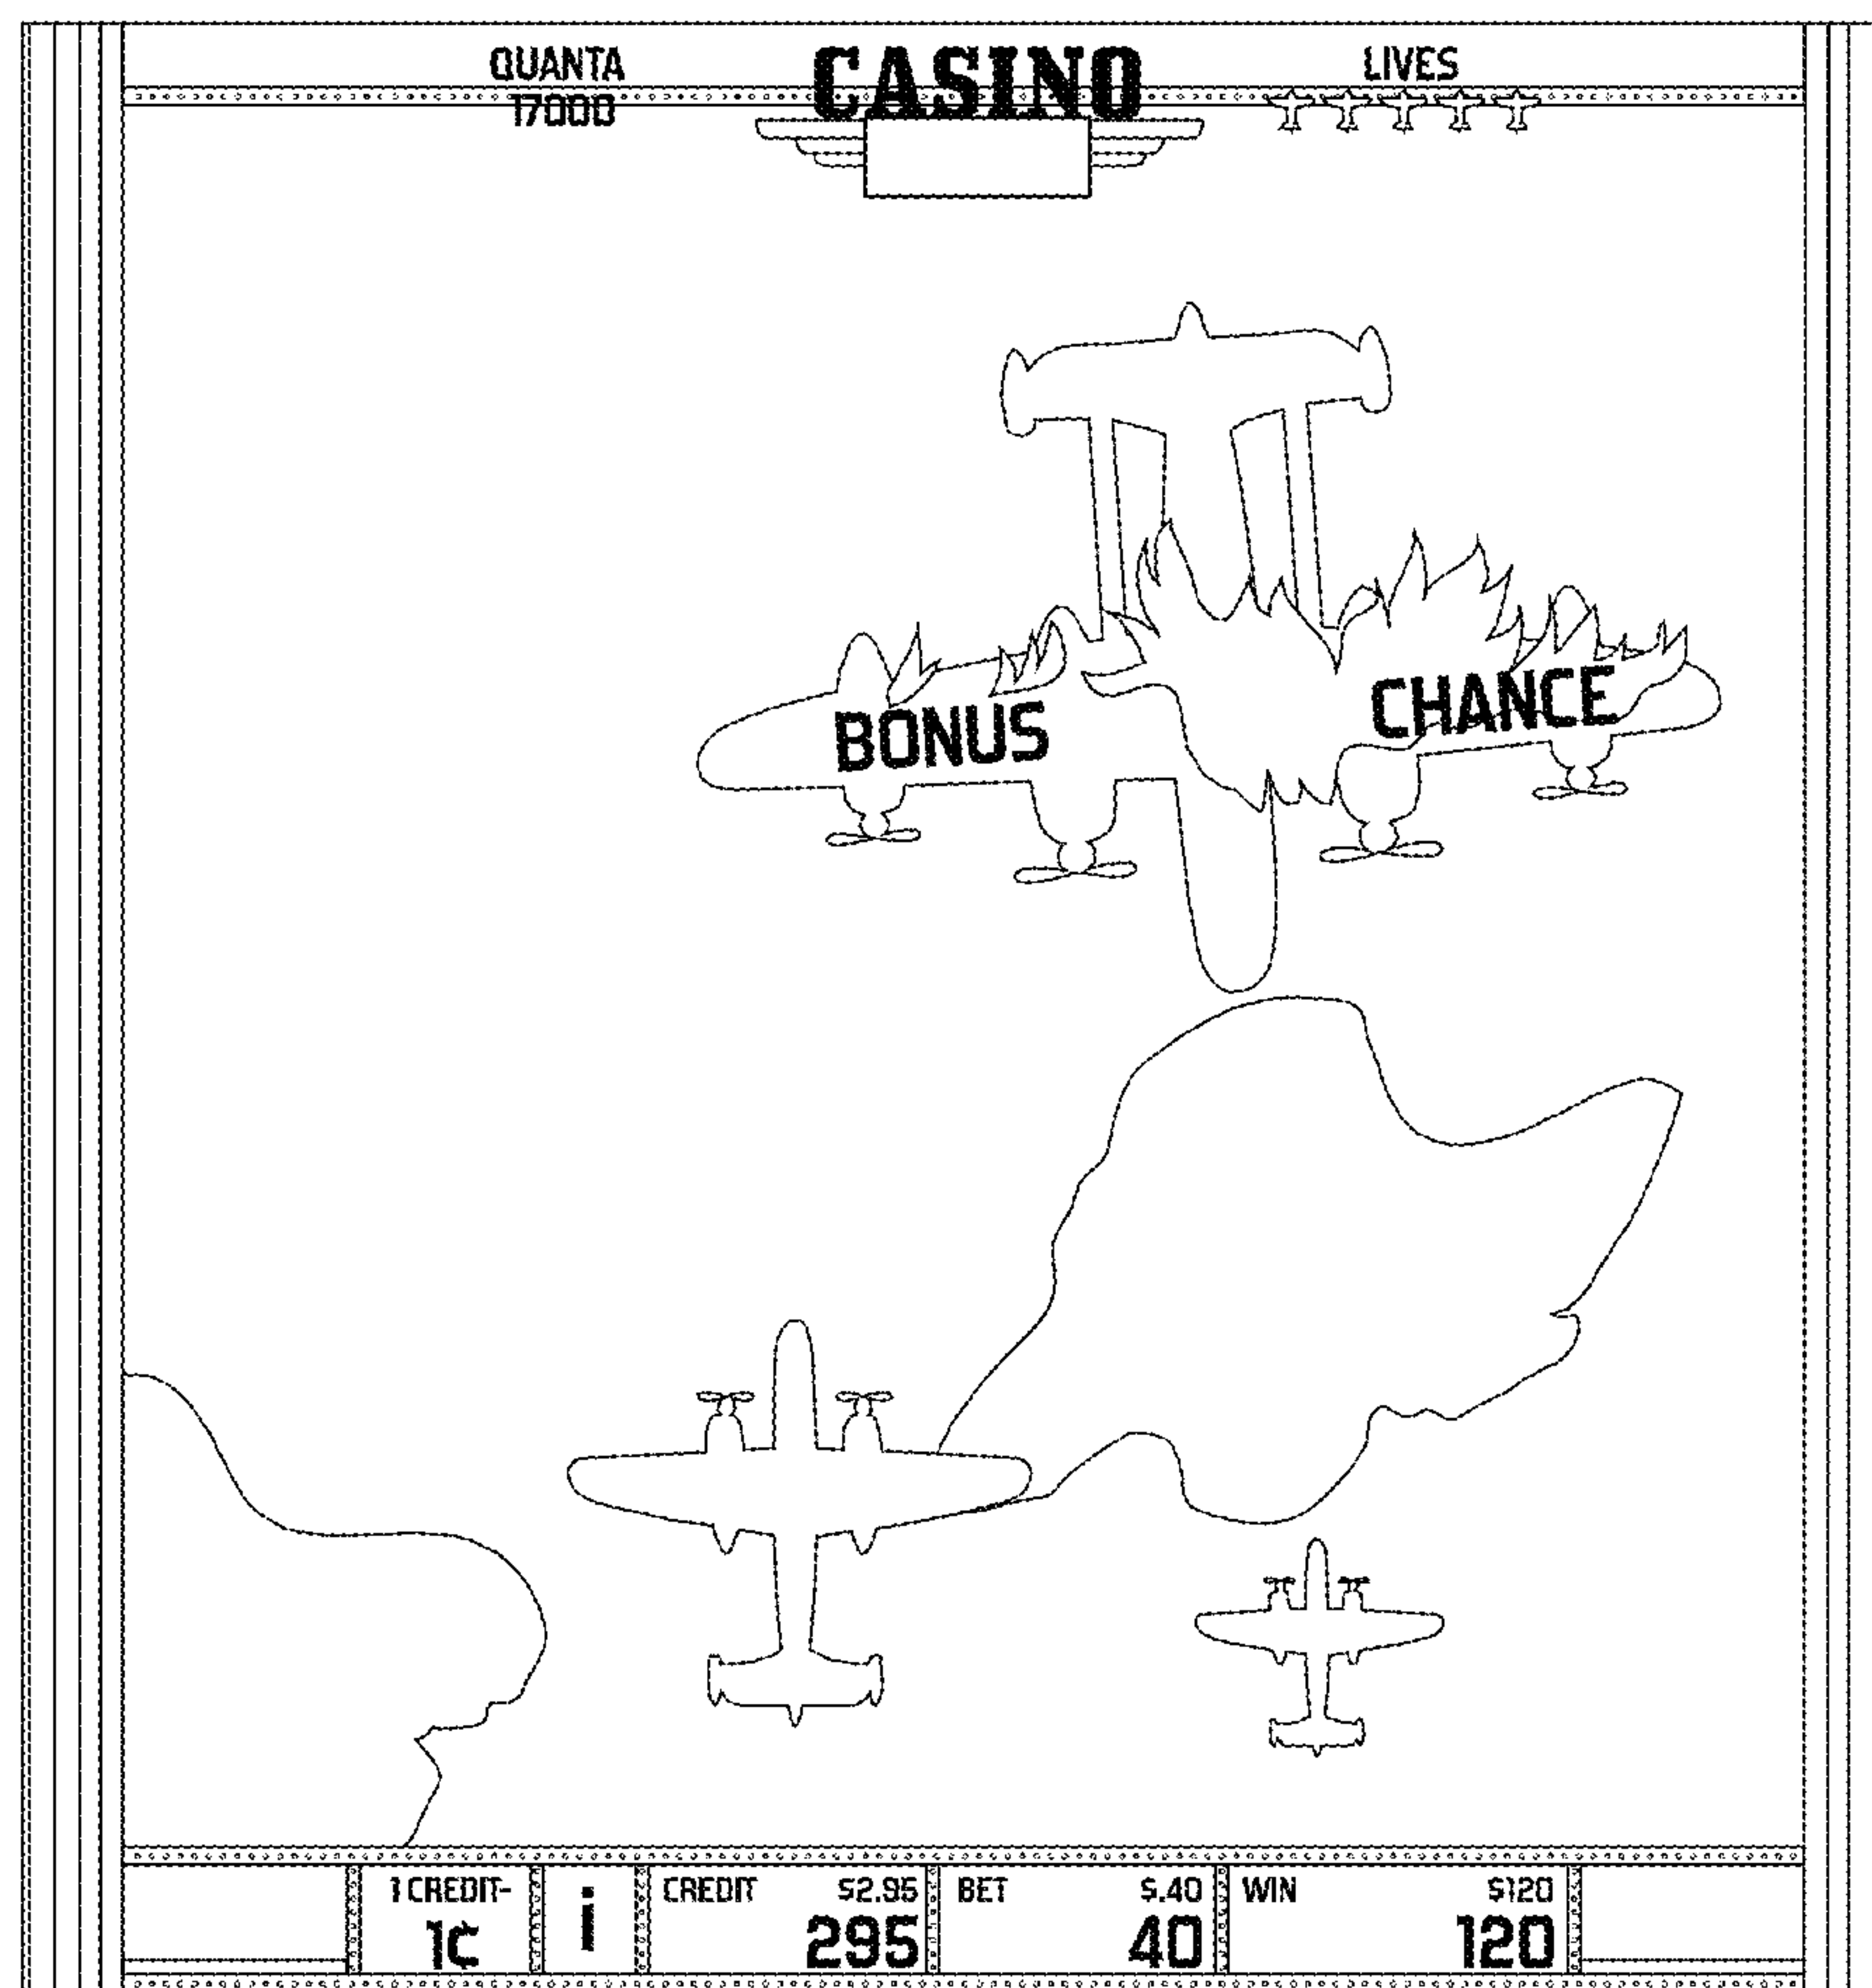 QUANTA
17000
CASINO
LIVES
BONUS
CHANCE
1 CREDIT-
1¢
CREDIT $2.95
295
BET $.40
40
WIN $120
120